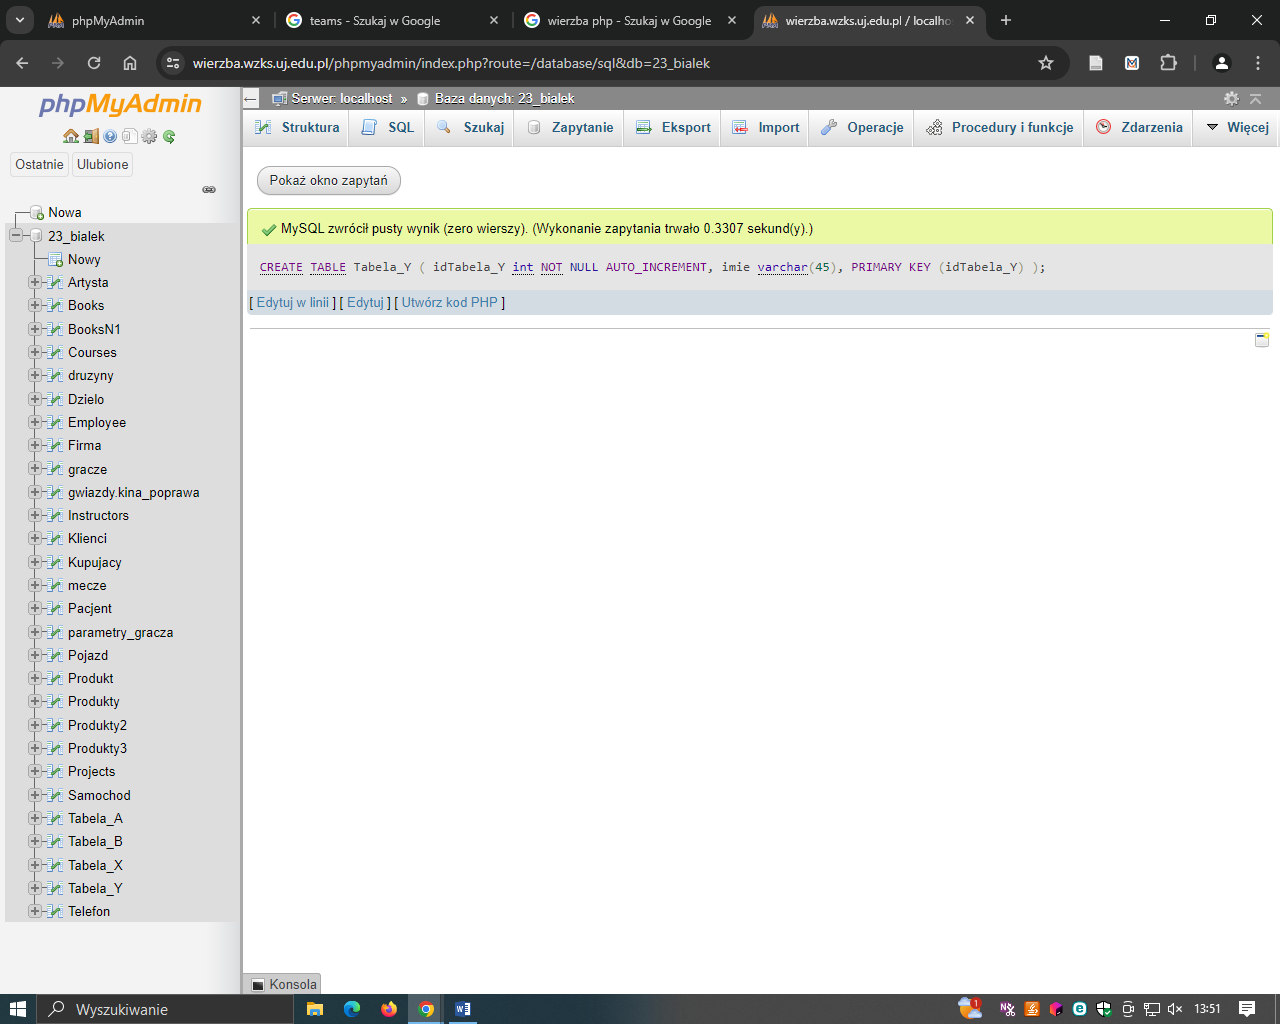 phpMyAdmin
teams - Szukaj w Google
wierzba php - Szukaj w Google
wierzba.wzks.uj.edu.pl / localho
wierzba.wzks.uj.edu.pl/phpmyadmin/index.php?route=/database/sql&db=23_bialek
phpMyAdmin
Ostatnie
Ulubione
Nowa
23_bialek
Nowy
Artysta
Books
BooksN1
Courses
druzyny
Dzielo
Employee
Firma
gracze
gwiazdy.kina_poprawa
Instructors
Klienci
Kupujacy
mecze
Pacjent
parametry_gracza
Pojazd
Produkt
Produkty
Produkty2
Produkty3
Projects
Samochod
Tabela_A
Tabela_B
Tabela_X
Tabela_Y
Telefon
Serwer: localhost » Baza danych: 23_bialek
Struktura
SQL
Szukaj
Zapytanie
Eksport
Import
Operacje
Procedury i funkcje
Zdarzenia
Więcej
Pokaż okno zapytań
MySQL zwrócił pusty wynik (zero wierszy). (Wykonanie zapytania trwało 0.3307 sekund(y).)
CREATE TABLE Tabela_Y ( idTabela_Y int NOT NULL AUTO_INCREMENT, imie varchar(45), PRIMARY KEY (idTabela_Y) );
[ Edytuj w linii ] [ Edytuj ] [ Utwórz kod PHP ]
Konsola
Wyszukiwanie
1
13:51